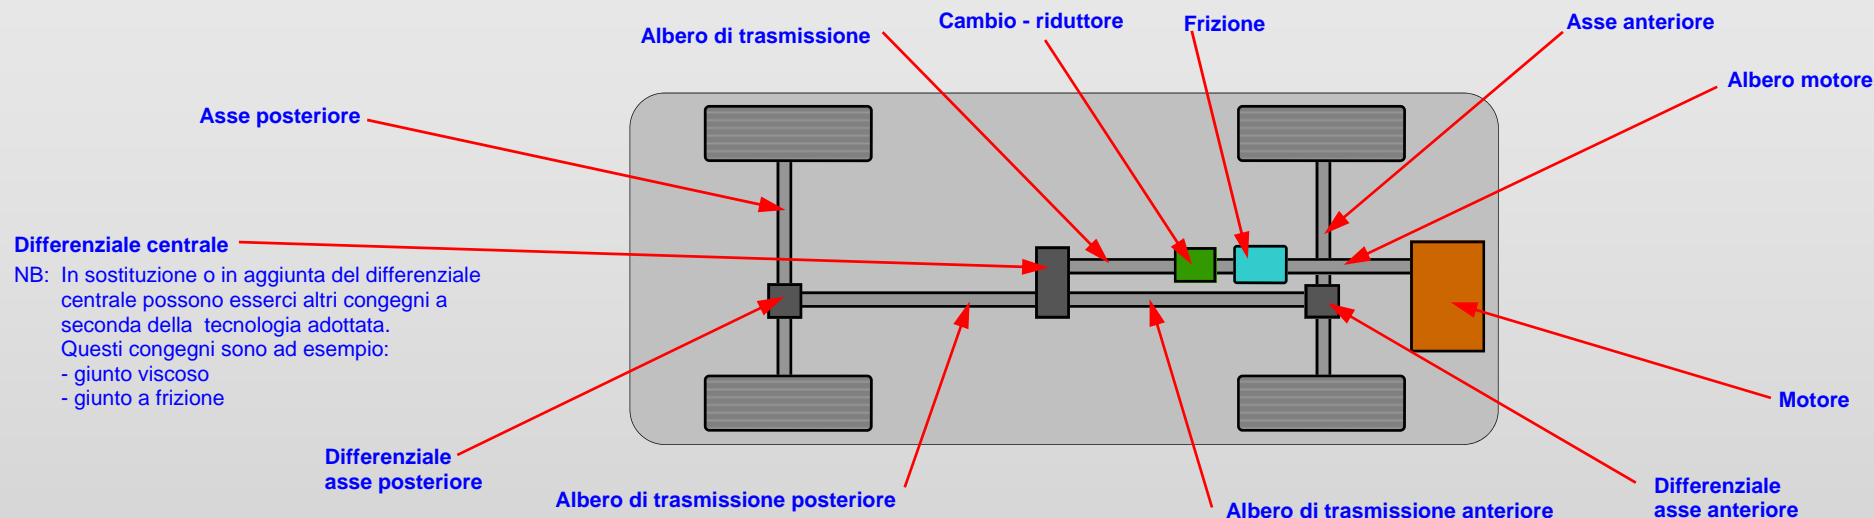 Albero di trasmissione
Cambio - riduttore
Frizione
Asse anteriore
Albero motore
Asse posteriore
Differenziale centrale
NB: In sostituzione o in aggiunta del differenziale
centrale possono esserci altri congegni a
seconda della tecnologia adottata.
Questi congegni sono ad esempio:
- giunto viscoso
- giunto a frizione
Motore
Differenziale
asse posteriore
Albero di trasmissione posteriore
Albero di trasmissione anteriore
Differenziale
asse anteriore